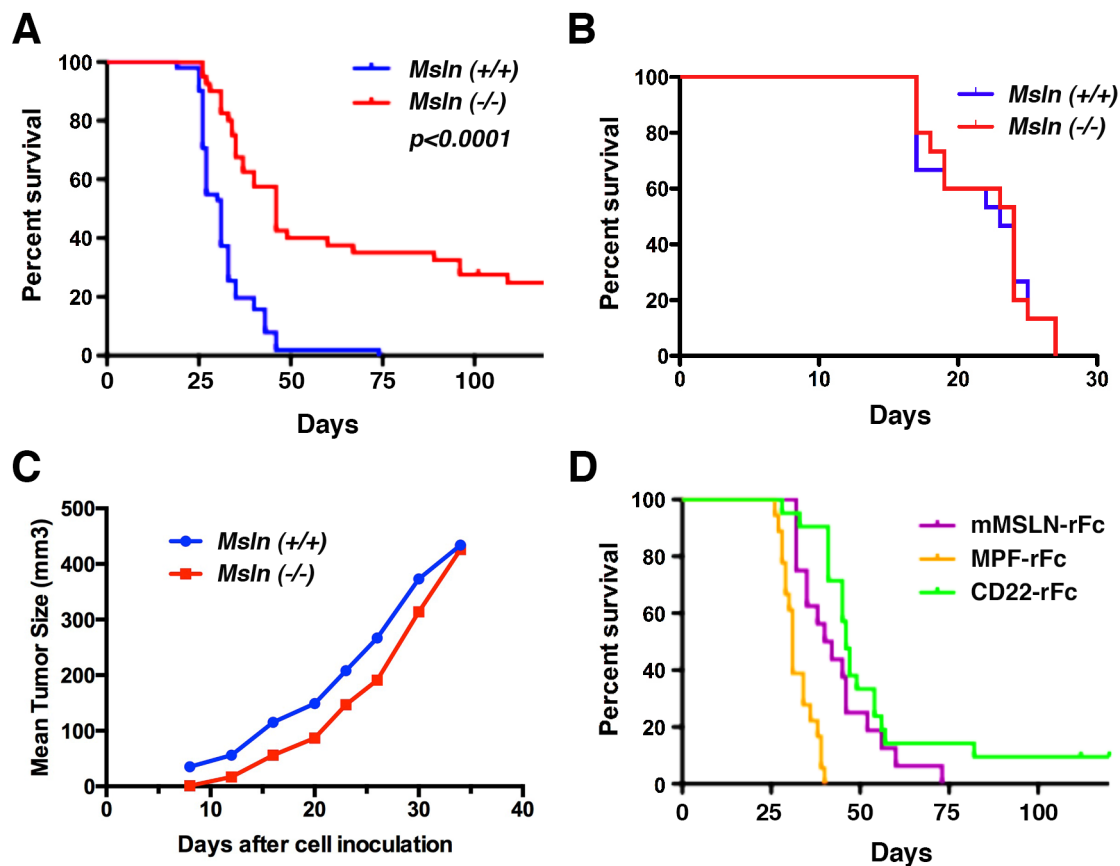 A
Percent survival
100
80
60
40
20
0
0 25 50 75 100
Days
Msln (+/+)
Msln (-/-)
p<0.0001
B
Percent survival
100
80
60
40
20
0
0 10 20 30
Days
Msln (+/+)
Msln (-/-)
C
Mean Tumor Size (mm3)
500
400
300
200
100
0
0 10 20 30 40
Days after cell inoculation
Msln (+/+)
Msln (-/-)
D
Percent survival
100
80
60
40
20
0
0 25 50 75 100
Days
mMSLN-rFc
MPF-rFc
CD22-rFc